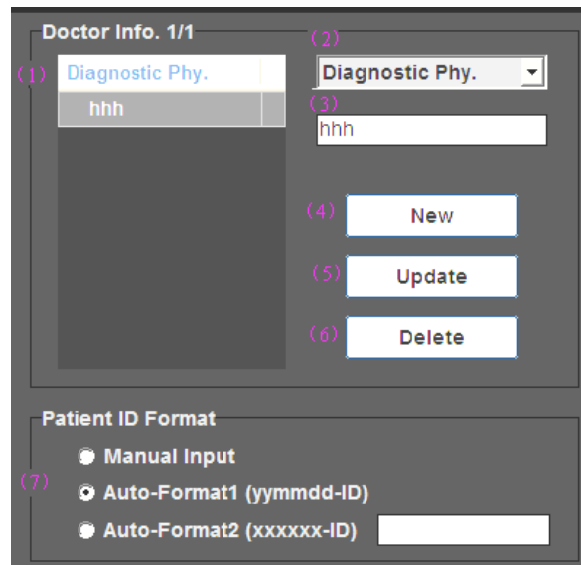 Doctor Info. 1/1
(2)
(1) Diagnostic Phy.
Diagnostic Phy.
hhh
(3)
hhh
(4) New
(5) Update
(6) Delete
Patient ID Format
Manual Input
(7)
Auto-Format1 (yymmdd-ID)
Auto-Format2 (xxxxxx-ID)